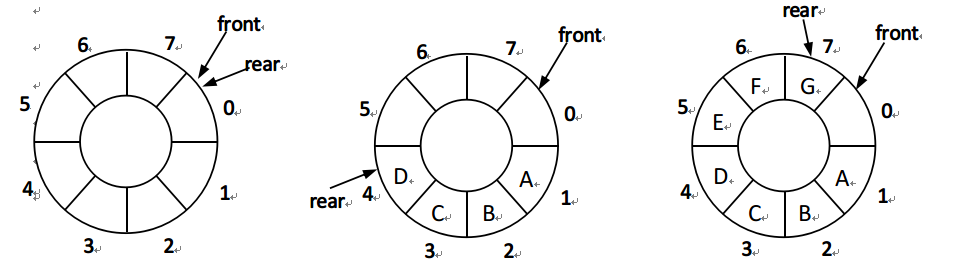 front
rear
6 7
5 0
4 1
3 2
front
6 7
5 0
D A
rear 4 1
C B
3 2
rear
front
6 7
F G
5 0
E
D A
4 1
C B
3 2